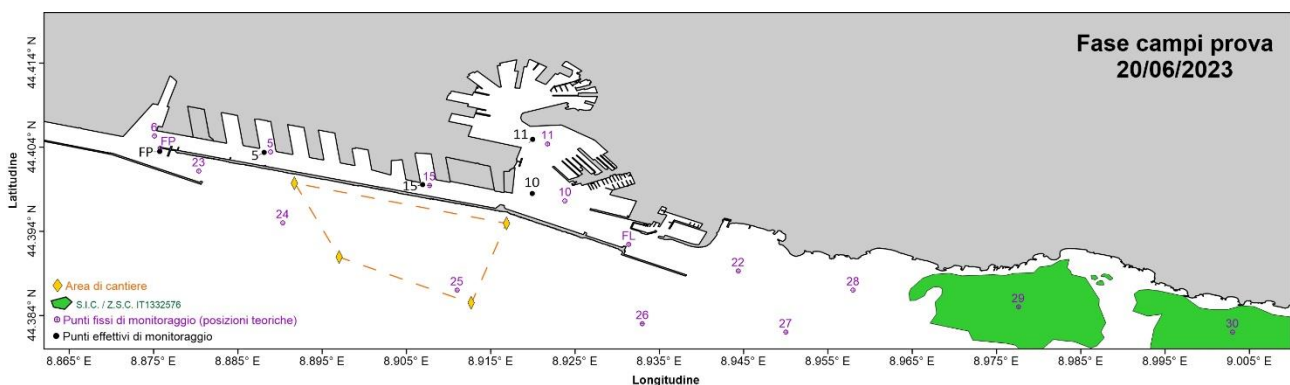 Fase campi prova
20/06/2023
44.414° N
44.404° N
44.394° N
44.384° N
Latitudine
6
FP
FP
23
5
5
15
15
11
11
10
10
24
25
FL
22
26
27
28
29
30
Area di cantiere
S.I.C. / Z.S.C. IT1332576
Punti fissi di monitoraggio (posizioni teoriche)
Punti effettivi di monitoraggio
8.865° E 8.875° E 8.885° E 8.895° E 8.905° E 8.915° E 8.925° E 8.935° E 8.945° E 8.955° E 8.965° E 8.975° E 8.985° E 8.995° E 9.005° E
Longitudine